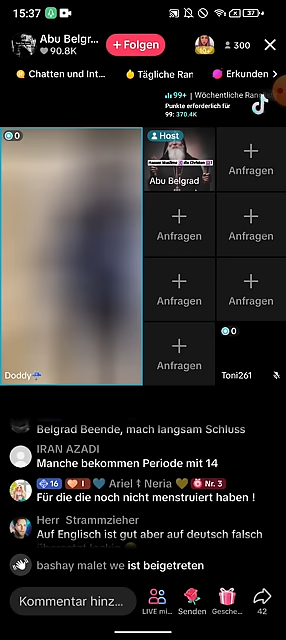 15:37
37
Abu Belgr...
90.8K
+ Folgen
300
Chatten und Int...
Tägliche Ran
Erkunden >
99+ | Wöchentliche Ran
Punkte erforderlich für
99: 370.4K
0
Host
Abu Belgrad
Anfragen
Anfragen
Anfragen
Anfragen
Anfragen
Anfragen
Anfragen
0
Doddy
Toni261
Belgrad Beende, mach langsam Schluss
IRAN AZADI
Manche bekommen Periode mit 14
16 I Ariel ‡ Neria Nr. 3
Für die die noch nicht menstruiert haben !
Herr Strammzieher
Auf Englisch ist gut aber auf deutsch falsch
bashay malet we ist beigetreten
Kommentar hinz...
LIVE mi...
Senden
Gesche...
42